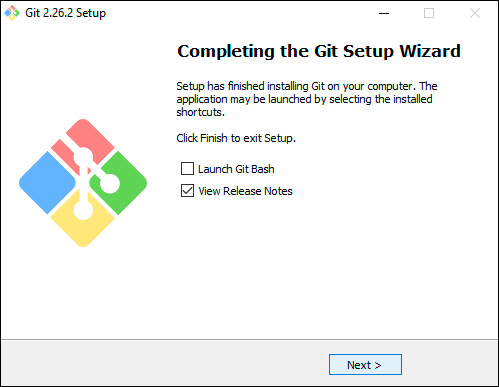 Git 2.26.2 Setup
Completing the Git Setup Wizard
Setup has finished installing Git on your computer. The
application may be launched by selecting the installed
shortcuts.
Click Finish to exit Setup.
Launch Git Bash
View Release Notes
Next >